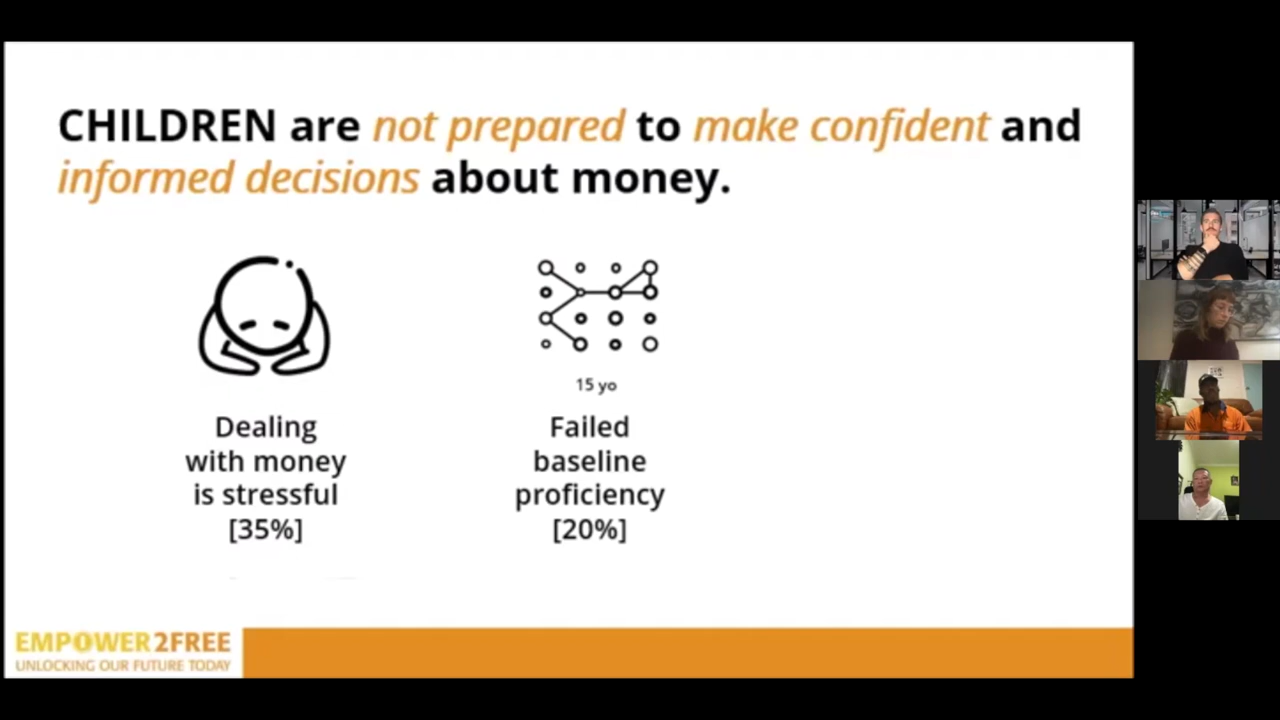 CHILDREN are not prepared to make confident and
informed decisions about money.
Dealing
with money
is stressful
[35%]
15 yo
Failed
baseline
proficiency
[20%]
EMPOWER2FREE
UNLOCKING OUR FUTURE TODAY